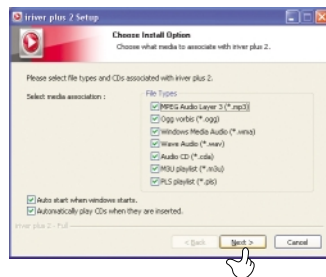 iriver plus 2 Setup
Choose Install Option
Choose what media to associate with iriver plus 2.
Please select file types and CDs associated with iriver plus 2.
Select media association :
File Types
MPEG Audio Layer 3 (*.mp3)
Ogg vorbis (*.ogg)
Windows Media Audio (*.wma)
Wave Audio (*.wav)
Audio CD (*.cda)
M3U playlist (*.m3u)
PLS playlist (*.pls)
Auto start when windows starts.
Automatically play CDs when they are inserted.
iriver plus 2 - Full
< Back
Next >
Cancel